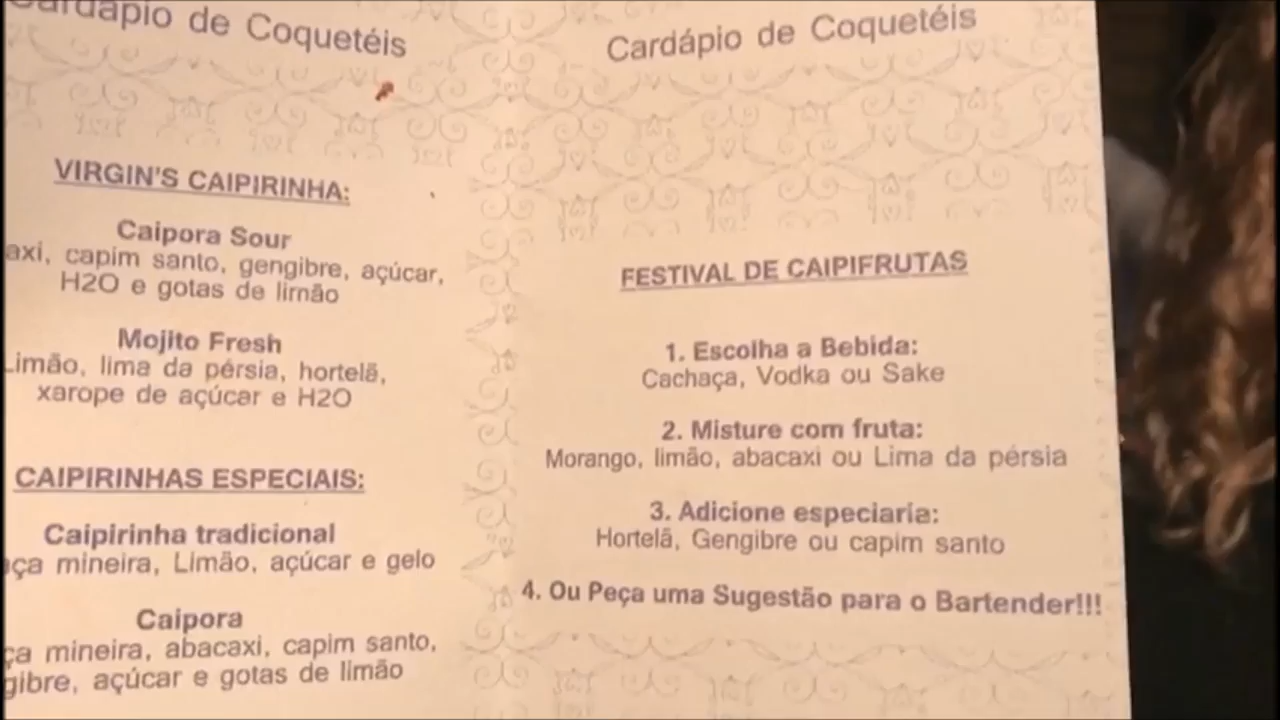 de Coquetéis
VIRGIN'S CAIPIRINHA:
Caipora Sour
capim santo, gengibre, açúcar,
H2O e gotas de limão
Mojito Fresh
Limão, lima da pérsia, hortelã,
xarope de açúcar e H2O
CAIPIRINHAS ESPECIAIS:
Caipirinha tradicional
mineira, Limão, açúcar e gelo
Caipora
mineira, abacaxi, capim santo,
açúcar e gotas de limão
Cardápio de Coquetéis
FESTIVAL DE CAIPIFRUTAS
1. Escolha a Bebida:
Cachaça, Vodka ou Sake
2. Misture com fruta:
Morango, limão, abacaxi ou Lima da pérsia
3. Adicione especiaria:
Hortelã, Gengibre ou capim santo
4. Ou Peça uma Sugestão para o Bartender!!!